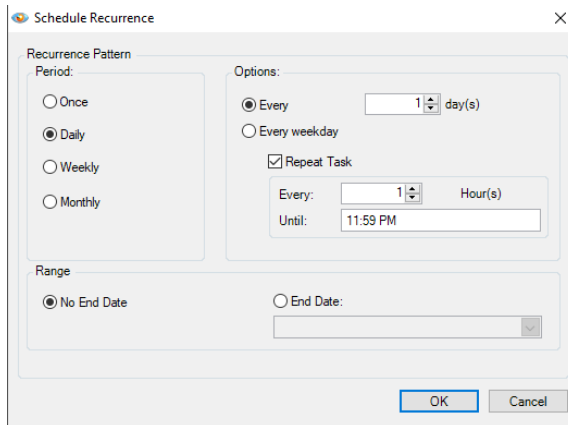 Schedule Recurrence
Recurrence Pattern
Period:
Once
Daily
Weekly
Monthly
Options:
Every 1 day(s)
Every weekday
Repeat Task
Every: 1 Hour(s)
Until: 11:59 PM
Range
No End Date
End Date:
OK Cancel